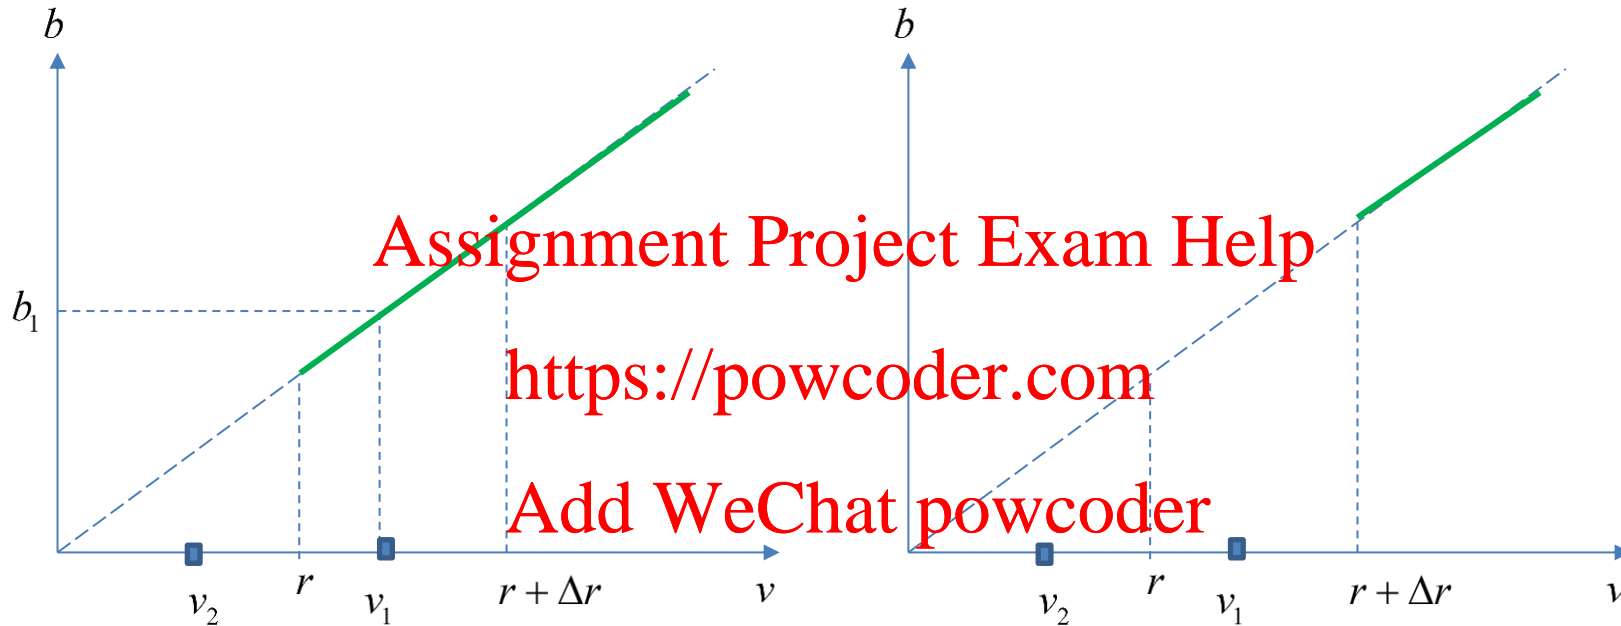 b
b
Assignment Project Exam Help
b₁
https://powcoder.com
Add WeChat powcoder
v₂ r v₁ r + Δr v
v₂ r v₁ r + Δr v